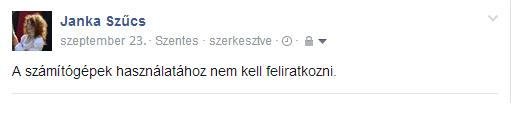 Janka Szűcs
szeptember 23. · Szentes · szerkesztve ·
A számítógépek használatához nem kell feliratkozni.